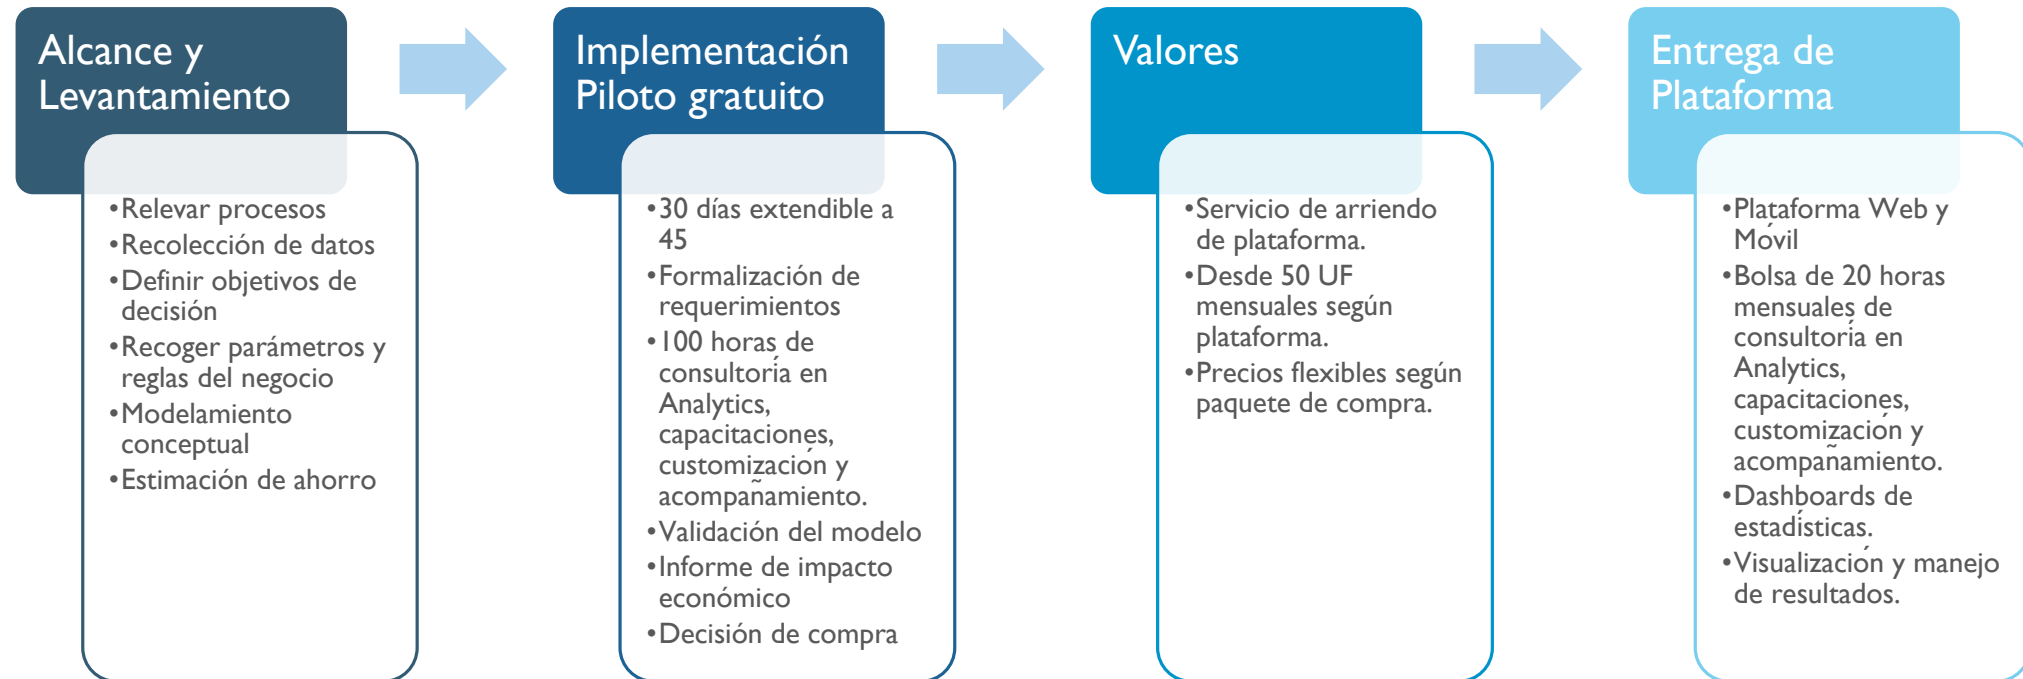 Alcance y
Levantamiento
•Relevar procesos
•Recolección de datos
•Definir objetivos de
decisión
•Recoger parámetros y
reglas del negocio
•Modelamiento
conceptual
•Estimación de ahorro
Implementación
Piloto gratuito
•30 días extendible a
45
•Formalización de
requerimientos
•100 horas de
consultoría en
Analytics,
capacitaciones,
customización y
acompañamiento.
•Validación del modelo
•Informe de impacto
económico
•Decisión de compra
Valores
•Servicio de arriendo
de plataforma.
•Desde 50 UF
mensuales según
plataforma.
•Precios flexibles según
paquete de compra.
Entrega de
Plataforma
•Plataforma Web y
Móvil
•Bolsa de 20 horas
mensuales de
consultoría en
Analytics,
capacitaciones,
customización y
acompañamiento.
•Dashboards de
estadísticas.
•Visualización y manejo
de resultados.